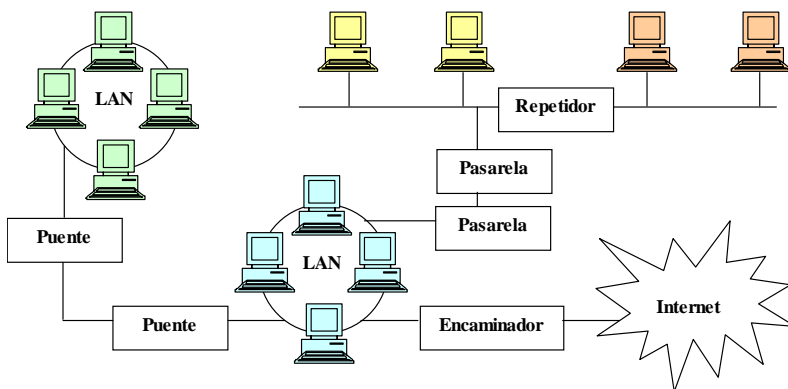 LAN
Repetidor
Pasarela
Pasarela
Puente
LAN
Internet
Puente
Encaminador